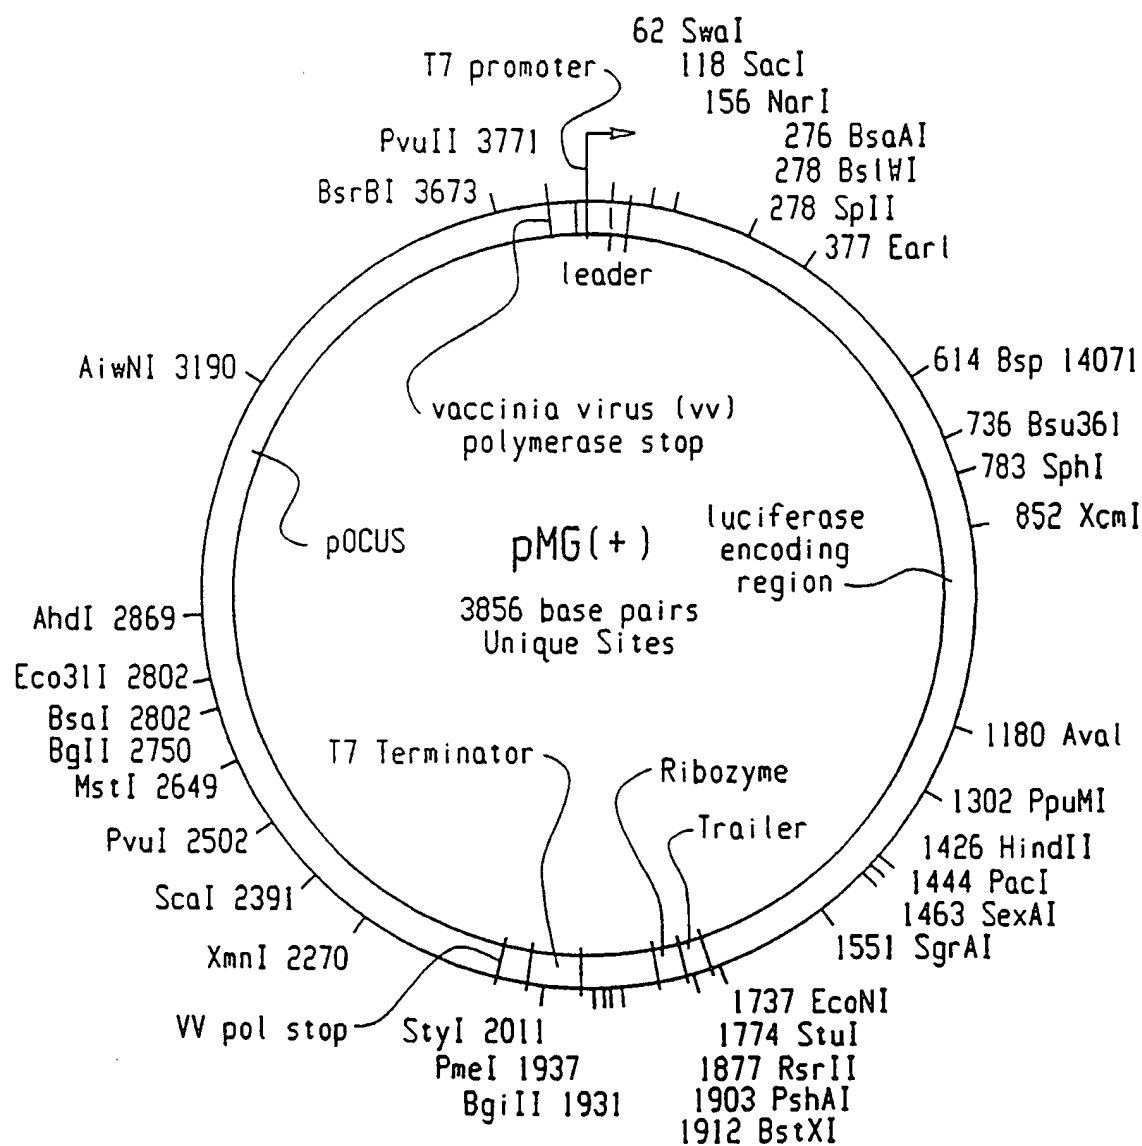 62 SwaI
T7 promoter
118 SacI
156 NarI
PvuII 3771
276 BsaAI
278 BslWI
BsrBI 3673
278 SpII
377 EarI
leader
AiwNI 3190
614 Bsp 14071
vaccinia virus (vv)
polymerase stop
736 Bsu361
783 SphI
852 XcmI
pOCUS
pMG(+)
luciferase
encoding
region
3856 base pairs
Unique Sites
AhdI 2869
Eco31I 2802
BsaI 2802
BgII 2750
MstI 2649
T7 Terminator
Ribozyme
Trailer
1180 AvaI
1302 PpuMI
PvuI 2502
1426 HindII
1444 PacI
1463 SexAI
1551 SgrAI
ScaI 2391
XmnI 2270
VV pol stop
StyI 2011
PmeI 1937
BgiII 1931
1737 EcoNI
1774 StuI
1877 RsrII
1903 PshAI
1912 BstXI